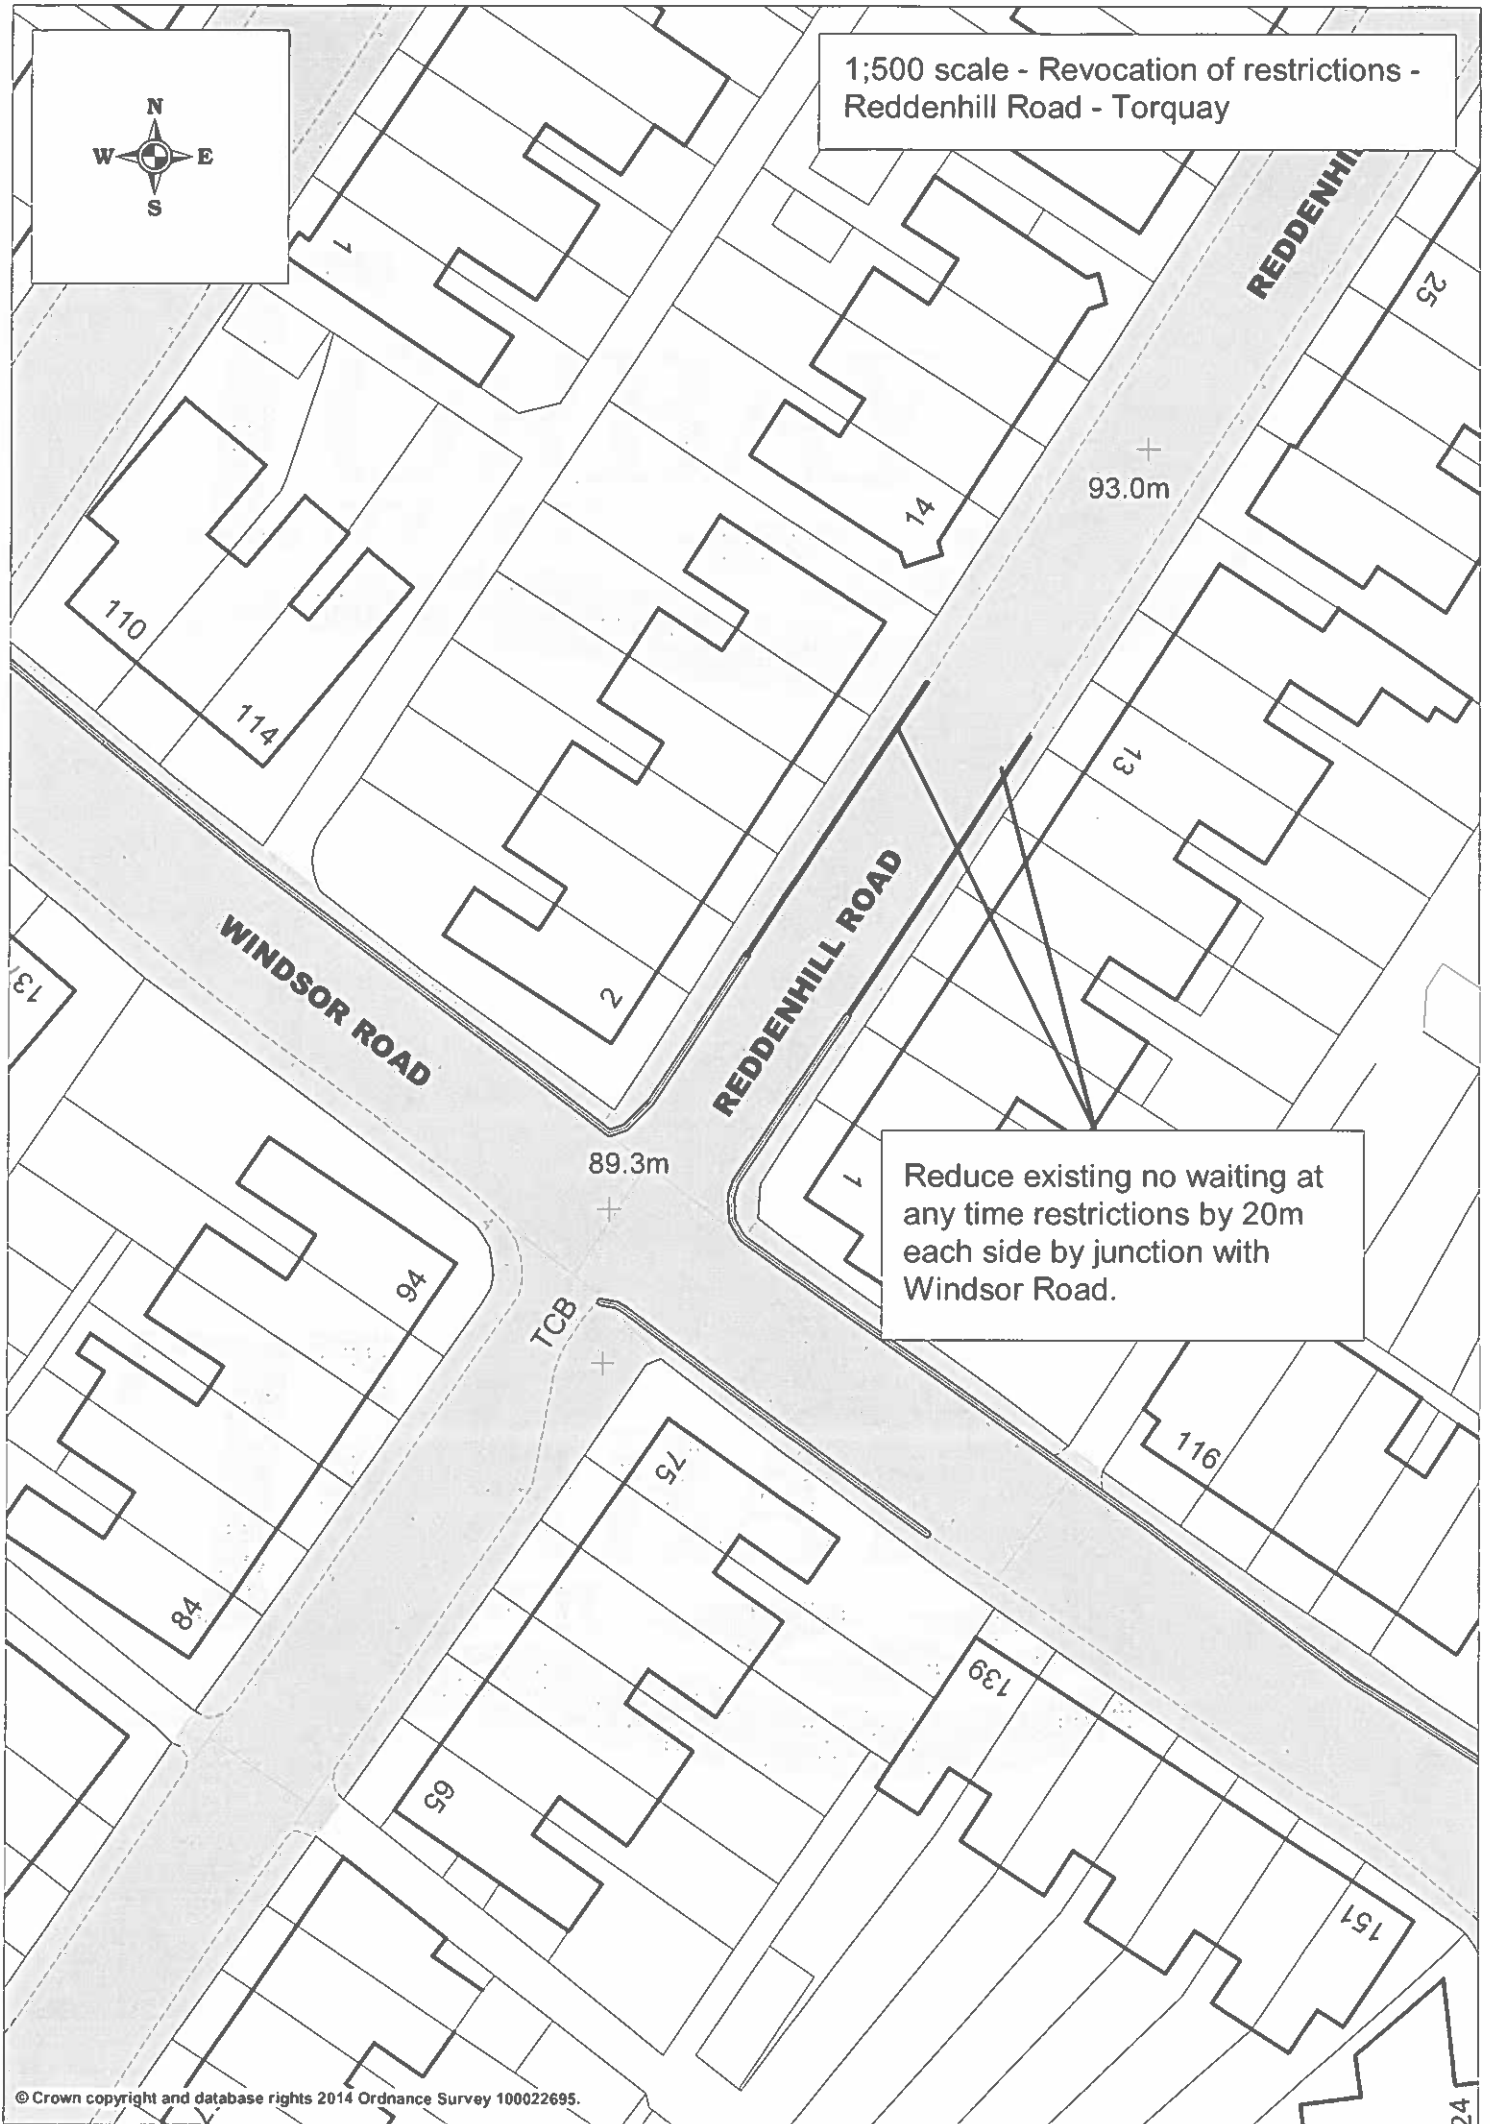 N
W E
S
1;500 scale - Revocation of restrictions -
Reddenhill Road - Torquay
1
25
93.0m
14
110
114
13
WINDSOR ROAD
2
REDDENHILL ROAD
89.3m
1
Reduce existing no waiting at
any time restrictions by 20m
each side by junction with
Windsor Road.
94
TCB
75
116
84
139
65
151
24
© Crown copyright and database rights 2014 Ordnance Survey 100022695.